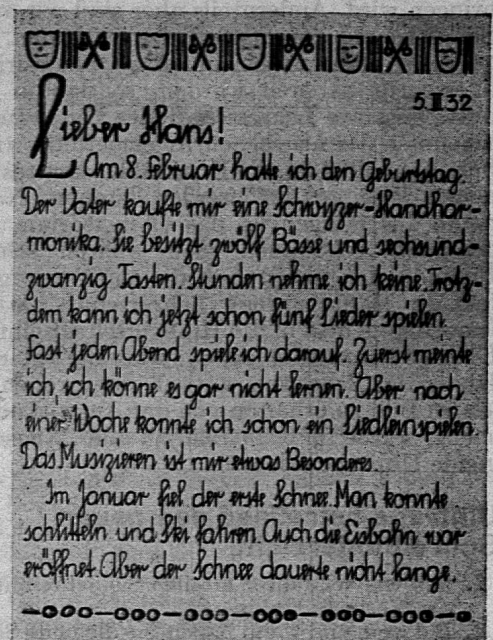 5. II 32
Lieber Hans!
Am 8. Februar hatte ich den Geburtstag.
Der Vater kaufte mir eine Schwyzer-Handhar-
monika. Sie besitzt zwölf Bässe und sechsund-
zwanzig Tasten. Stunden nehme ich keine. Trotz-
dem kann ich jetzt schon fünf Lieder spielen.
Fast jeden Abend spiele ich darauf. Zuerst meinte
ich, ich könne es gar nicht lernen. Aber nach
einer Woche konnte ich schon ein Liedlein spielen.
Das Musizieren ist mir etwas Besonderes.
Im Januar fiel der erste Schnee. Man konnte
schlitteln und Ski fahren. Auch die Eisbahn war
eröffnet. Aber der Schnee dauerte nicht lange.